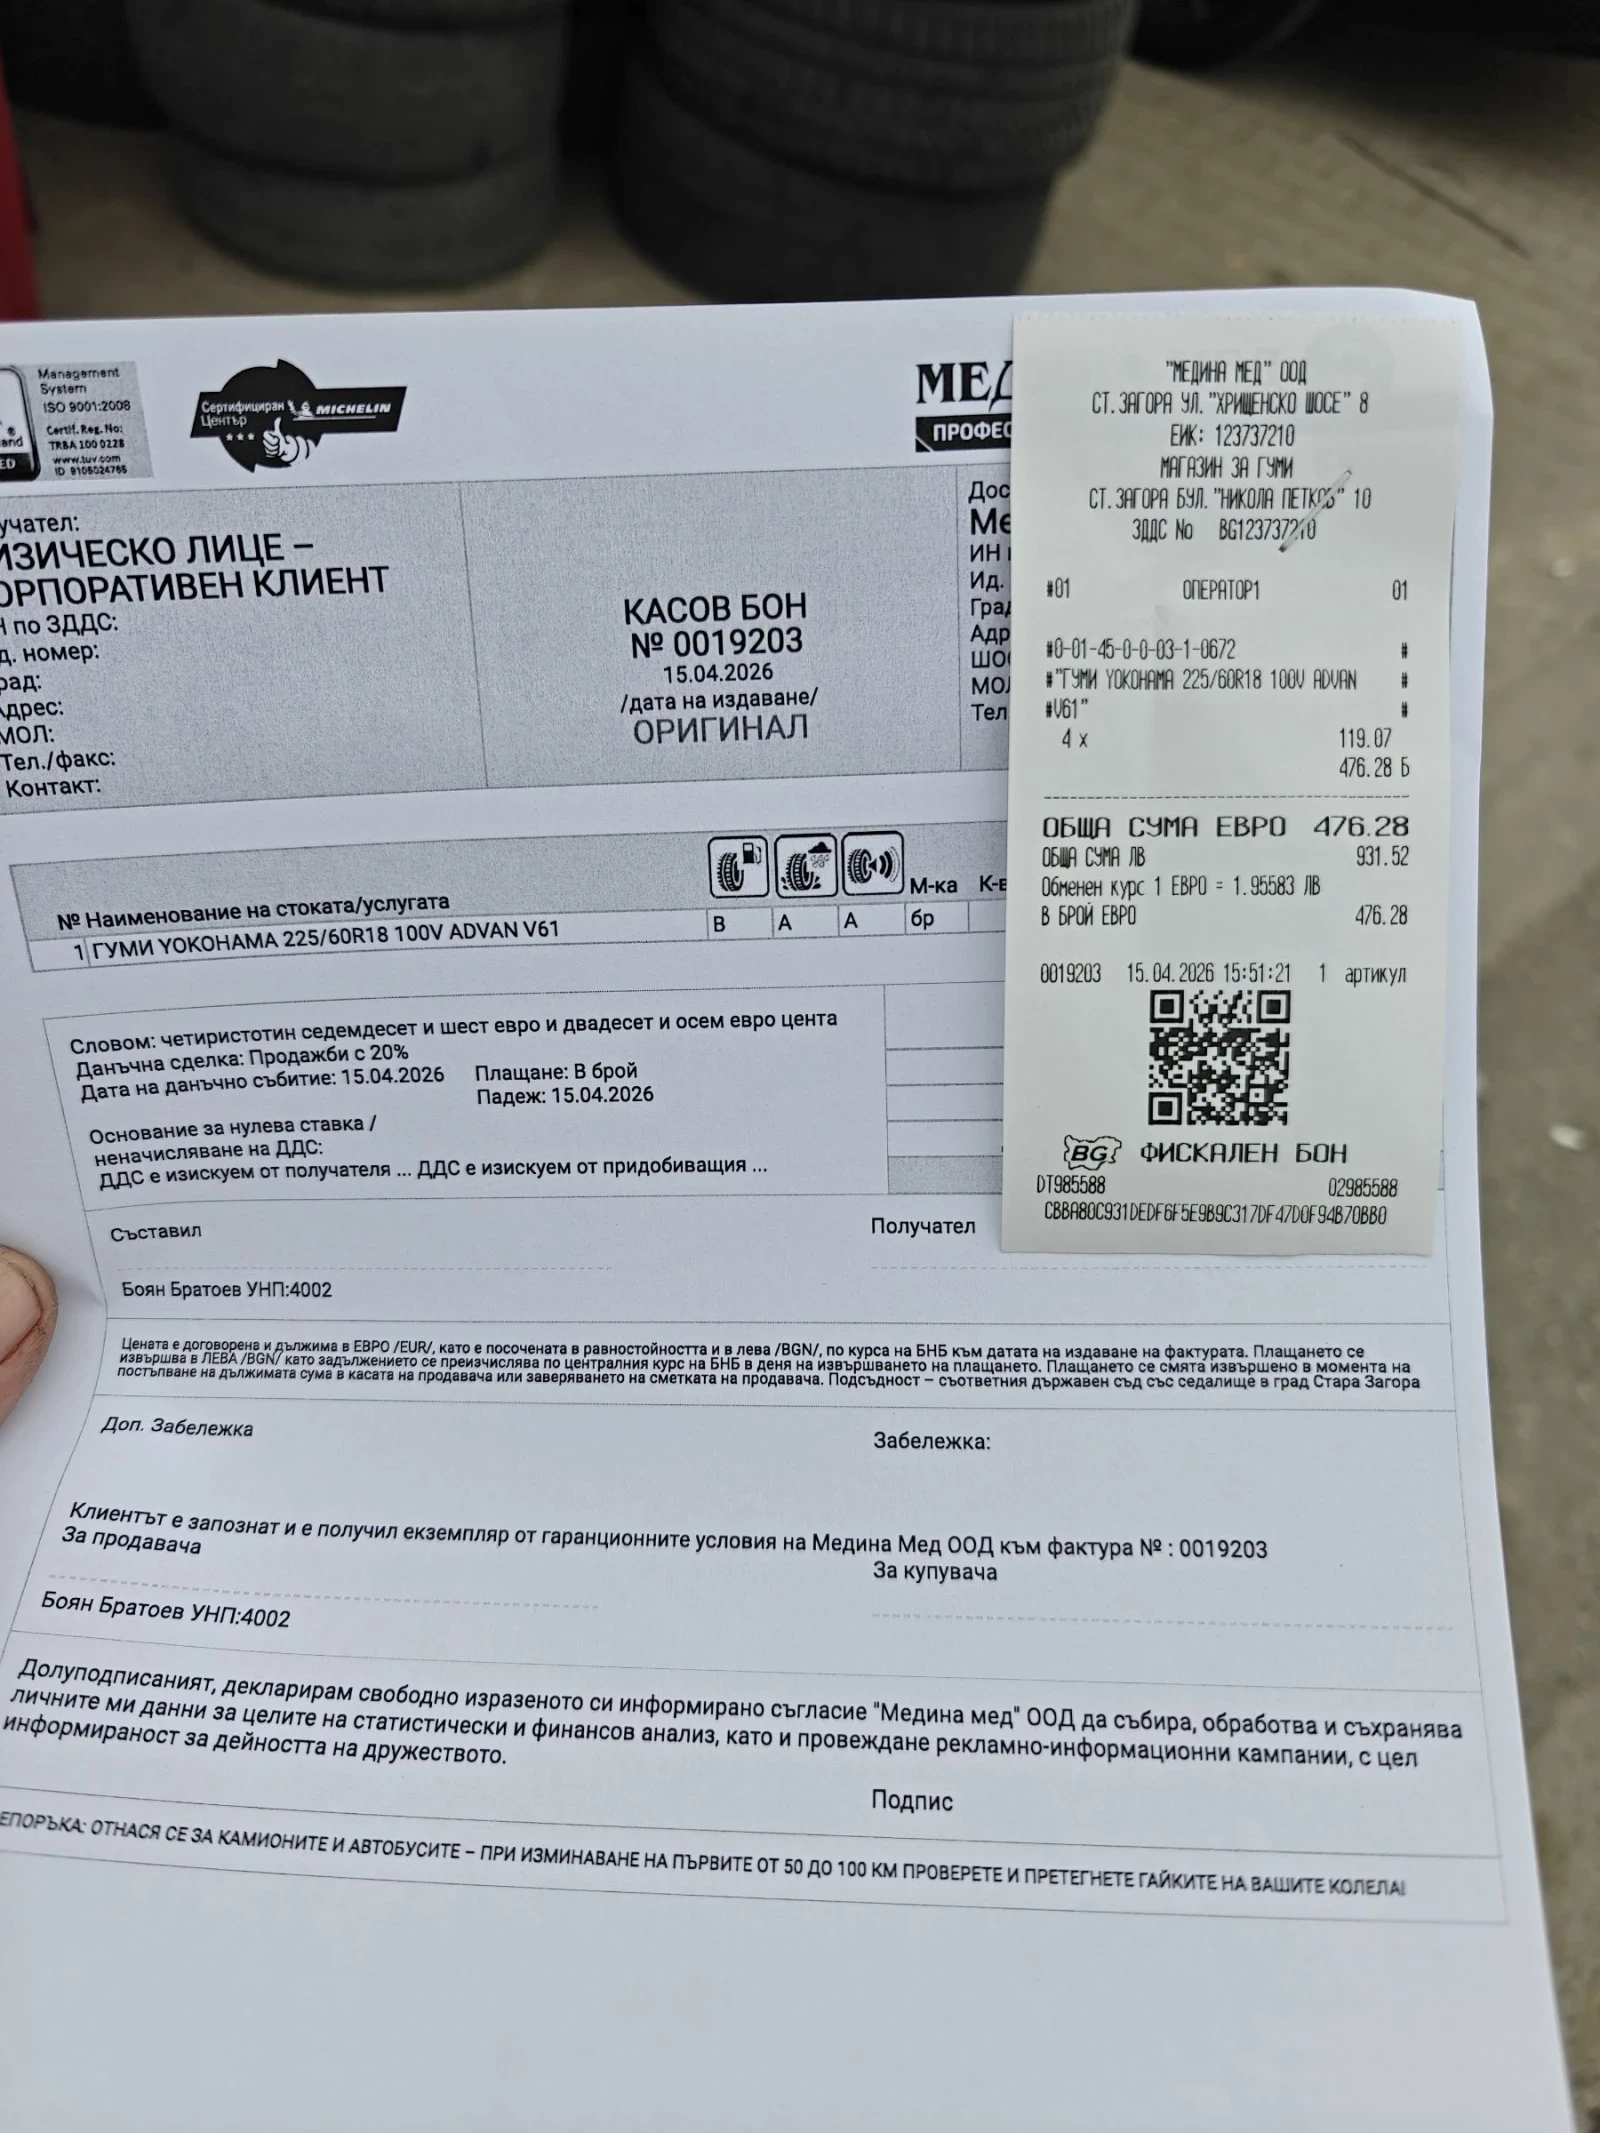 Management
System
ISO 9001:2008
Certif. Reg. No:
TRBA 100 0228
www.tuv.com
ID 9105024765
Сертифициран
Център
MICHELIN
МЕД
ПРОФЕС
учател:
ИЗИЧЕСКО ЛИЦЕ –
ОРПОРАТИВЕН КЛИЕНТ
Н по ЗДДС:
д. номер:
рад:
Адрес:
МОЛ:
Тел./факс:
Контакт:
КАСОВ БОН
№ 0019203
15.04.2026
/дата на издаване/
ОРИГИНАЛ
Дос
Ме
ИН
Ид.
Град
Адр
ШО
МОЛ
Тел
№ Наименование на стоката/услугата М-ка К-в
1 ГУМИ YOKOHAMA 225/60R18 100V ADVAN V61 B A A бр
Словом: четиристотин седемдесет и шест евро и двадесет и осем евро цента
Данъчна сделка: Продажби с 20%
Дата на данъчно събитие: 15.04.2026 Плащане: В брой
Падеж: 15.04.2026
Основание за нулева ставка /
неначисляване на ДДС:
ДДС е изискуем от получателя ... ДДС е изискуем от придобиващия ...
Съставил Получател
Боян Братоев УНП:4002
Цената е договорена и дължима в ЕВРО /EUR/, като е посочената в равностойността и в лева /BGN/, по курса на БНБ към датата на издаване на фактурата. Плащането се
извършва в ЛЕВА /BGN/ като задължението се преизчислява по централния курс на БНБ в деня на извършването на плащането. Плащането се смята извършено в момента на
постъпване на дължимата сума в касата на продавача или заверяването на сметката на продавача. Подсъдност – съответния държавен съд със седалище в град Стара Загора
Доп. Забележка Забележка:
Клиентът е запознат и е получил екземпляр от гаранционните условия на Медина Мед ООД към фактура № : 0019203
За продавача За купувача
Боян Братоев УНП:4002
Долуподписаният, декларирам свободно изразеното си информирано съгласие "Медина мед" ООД да събира, обработва и съхранява
личните ми данни за целите на статистически и финансов анализ, както и провеждане рекламно-информационни кампании, с цел
информираност за дейността на дружеството.
Подпис
ЕПОРЪКА: ОТНАСЯ СЕ ЗА КАМИОНИТЕ И АВТОБУСИТЕ – ПРИ ИЗМИНАВАНЕ НА ПЪРВИТЕ ОТ 50 ДО 100 КМ ПРОВЕРЕТЕ И ПРЕТЕГНЕТЕ ГАЙКИТЕ НА ВАШИТЕ КОЛЕЛА!
"МЕДИНА МЕД" ООД
СТ.ЗАГОРА УЛ."ХРИЩЕНСКО ШОСЕ" 8
ЕИК: 123737210
МАГАЗИН ЗА ГУМИ
СТ.ЗАГОРА БУЛ."НИКОЛА ПЕТКОВ" 10
ЗДДС No BG123737210
#01 ОПЕРАТОР1 01
#0-01-45-0-0-03-1-0672 #
#"ГУМИ YOKOHAMA 225/60R18 100V ADVAN #
#V61" #
4 x 119.07
476.28 Б
ОБЩА СУМА ЕВРО 476.28
ОБЩА СУМА ЛВ 931.52
Обменен курс 1 ЕВРО = 1.95583 ЛВ
В БРОЙ ЕВРО 476.28
0019203 15.04.2026 15:51:21 1 артикул
BG ФИСКАЛЕН БОН
DT985588 02985588
CBBA80C931DEDF6F5E9B9C317DF47D0F94B70BB0